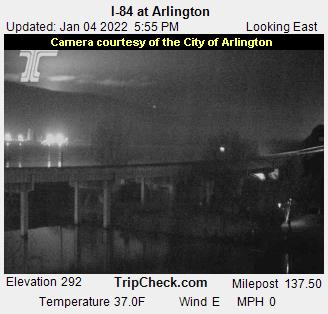 I-84 at Arlington
Updated: Jan 04 2022 5:55 PM Looking East
Camera courtesy of the City of Arlington
Elevation 292 TripCheck.com Milepost 137.50
Temperature 37.0F Wind E MPH 0